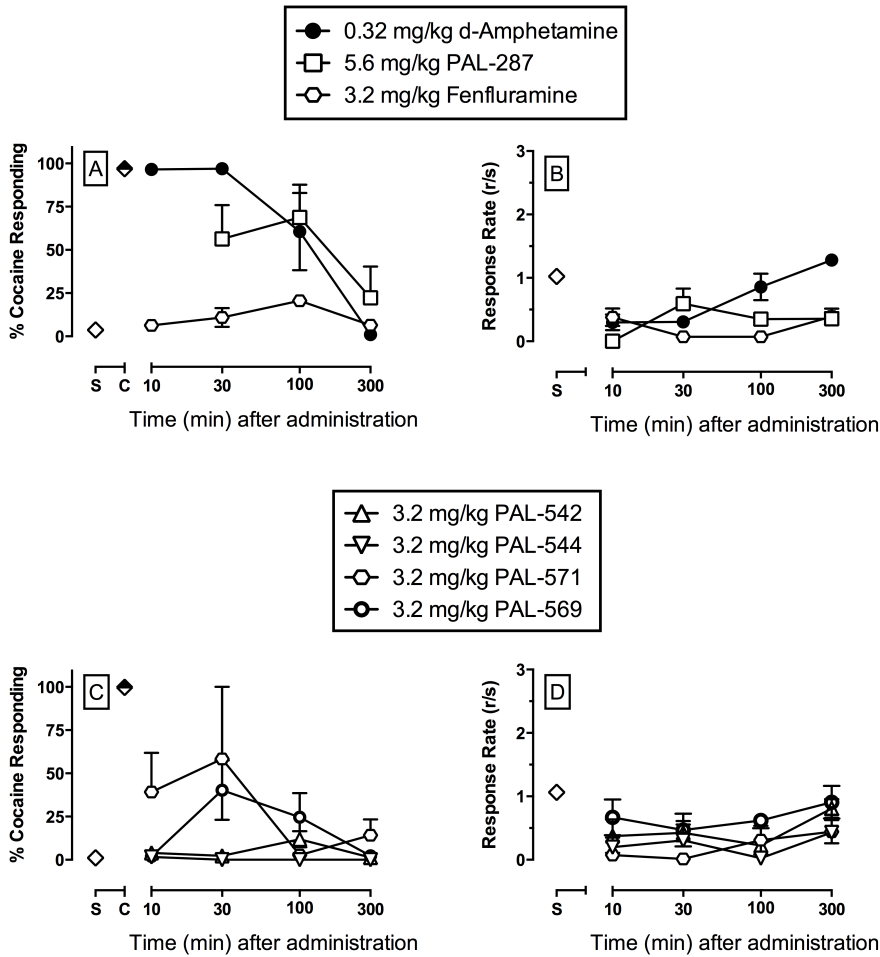 0.32 mg/kg d-Amphetamine
5.6 mg/kg PAL-287
3.2 mg/kg Fenfluramine
A
% Cocaine Responding
100
75
50
25
0
S C 10 30 100 300
Time (min) after administration
B
Response Rate (r/s)
3
2
1
0
S 10 30 100 300
Time (min) after administration
3.2 mg/kg PAL-542
3.2 mg/kg PAL-544
3.2 mg/kg PAL-571
3.2 mg/kg PAL-569
C
% Cocaine Responding
100
75
50
25
0
S C 10 30 100 300
Time (min) after administration
D
Response Rate (r/s)
3
2
1
0
S 10 30 100 300
Time (min) after administration